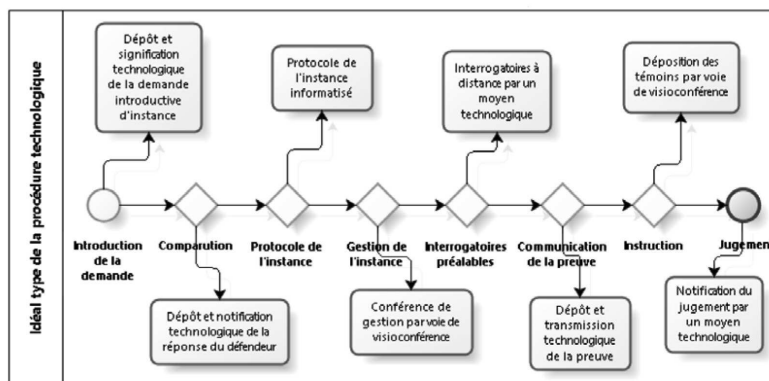 Idéal type de la procédure technologique
Dépôt et
signification
technologique
de la demande
introductive
d'instance
Protocole de
l'instance
informatisé
Interrogatoires à
distance par un
moyen
technologique
Déposition des
témoins par voie
de visioconférence
Introduction
de la
demande
Comparution
Protocole de
l'instance
Gestion de
l'instance
Interrogatoires
préalables
Communication
de la preuve
Instruction
Jugemen
Dépôt et notification
technologique de la
réponse du défendeur
Conférence de
gestion par voie de
visioconférence
Dépôt et
transmission
technologique
de la preuve
Notification du
jugement par
un moyen
technologique